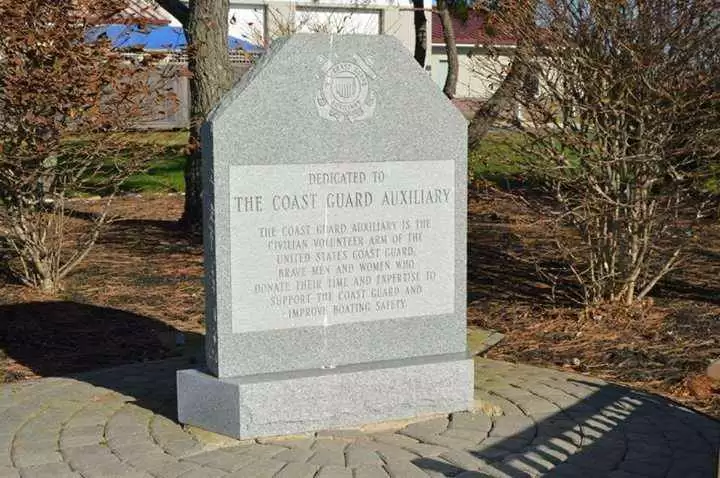 DEDICATED TO
THE COAST GUARD AUXILIARY
THE COAST GUARD AUXILIARY IS THE
CIVILIAN VOLUNTEER ARM OF THE
UNITED STATES COAST GUARD,
BRAVE MEN AND WOMEN WHO
DONATE THEIR TIME AND EXPERTISE TO
SUPPORT THE COAST GUARD AND
IMPROVE BOATING SAFETY.